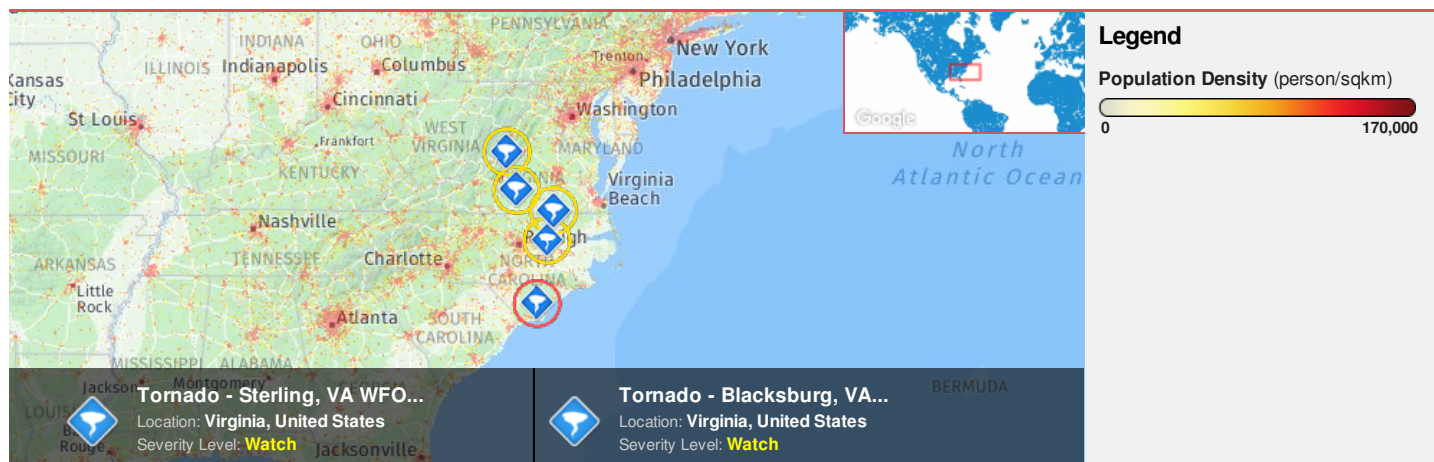 PENNSYLVANIA
New York
INDIANA
OHIO
Trenton
ILLINOIS
Indianapolis
Columbus
Philadelphia
Kansas
City
Cincinnati
Washington
St Louis
WEST
VIRGINIA
Frankfort
MARYLAND
MISSOURI
KENTUCKY
Virginia
Beach
Nashville
ARKANSAS
TENNESSEE
Charlotte
NORTH
CAROLINA
Little
Rock
Atlanta
SOUTH
CAROLINA
MISSISSIPPI
ALABAMA
Jackson
Montgomery
GEORGIA
BERMUDA
Jacksonville
North
Atlantic Ocean
Google
Tornado - Sterling, VA WFO...
Location: Virginia, United States
Severity Level: Watch
Tornado - Blacksburg, VA...
Location: Virginia, United States
Severity Level: Watch
Legend
Population Density (person/sqkm)
0 170,000